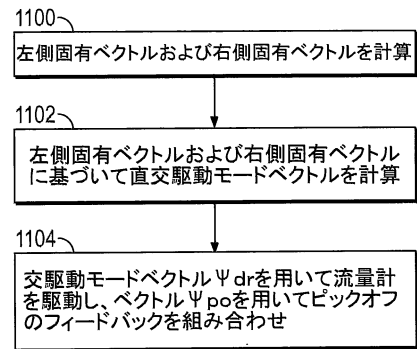 1100
左側固有ベクトルおよび右側固有ベクトルを計算
1102
左側固有ベクトルおよび右側固有ベクトル
に基づいて直交駆動モードベクトルを計算
1104
交駆動モードベクトルΨdrを用いて流量計
を駆動し、ベクトルΨpoを用いてピックオフ
のフィードバックを組み合わせ